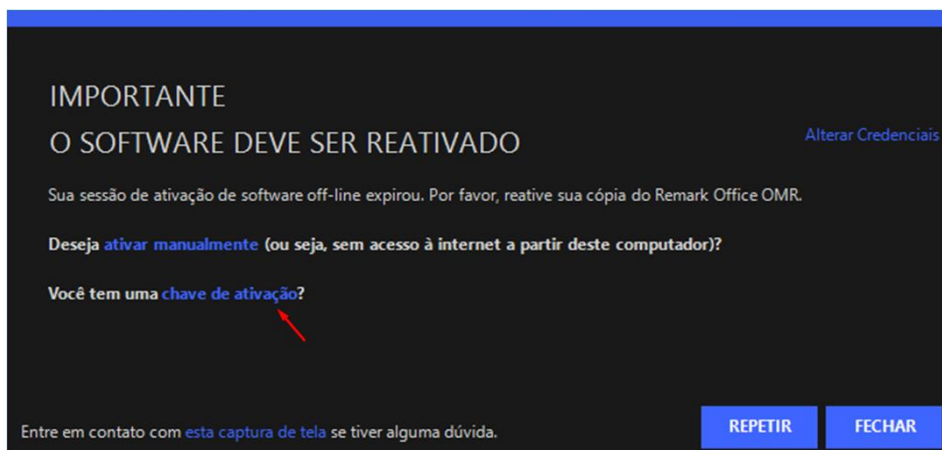 IMPORTANTE
O SOFTWARE DEVE SER REATIVADO
Alterar Credenciais
Sua sessão de ativação de software off-line expirou. Por favor, reative sua cópia do Remark Office OMR.
Deseja ativar manualmente (ou seja, sem acesso à internet a partir deste computador)?
Você tem uma chave de ativação?
Entre em contato com esta captura de tela se tiver alguma dúvida.
REPETIR
FECHAR